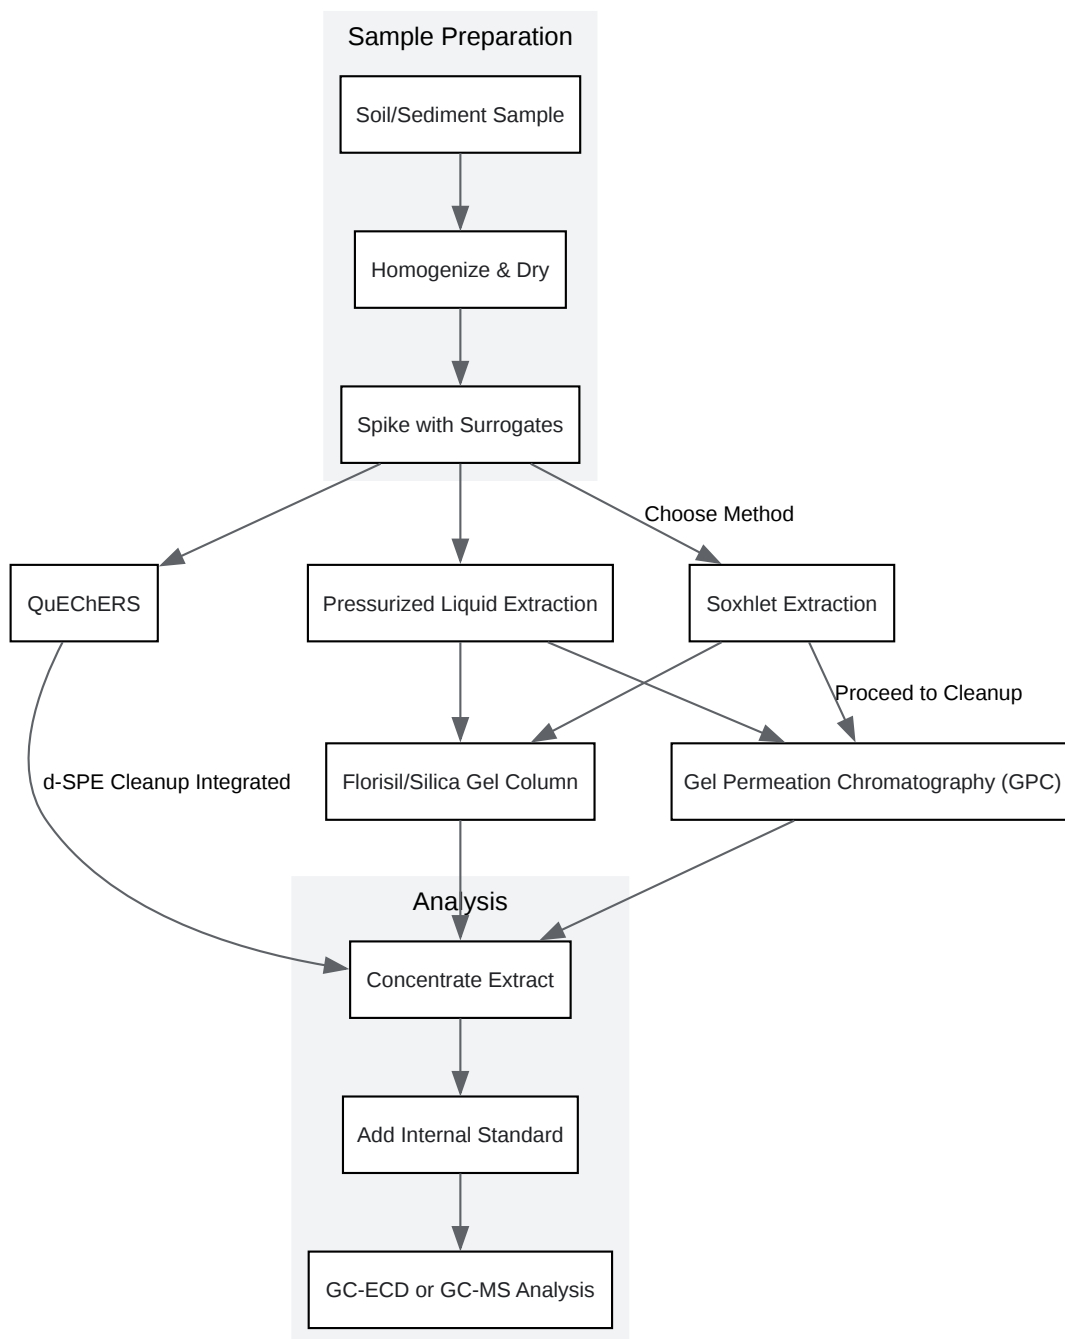 Sample Preparation
Soil/Sediment Sample
Homogenize & Dry
Spike with Surrogates
Choose Method
QuEChERS
Pressurized Liquid Extraction
Soxhlet Extraction
Proceed to Cleanup
d-SPE Cleanup Integrated
Florisil/Silica Gel Column
Gel Permeation Chromatography (GPC)
Analysis
Concentrate Extract
Add Internal Standard
GC-ECD or GC-MS Analysis